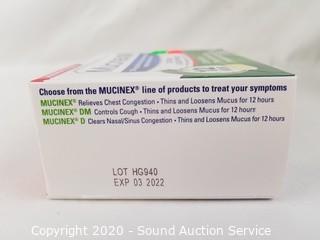 Choose from the MUCINEX® line of products to treat your symptoms
MUCINEX® Relieves Chest Congestion • Thins and Loosens Mucus for 12 hours
MUCINEX® DM Controls Cough • Thins and Loosens Mucus for 12 hours
MUCINEX® D Clears Nasal/Sinus Congestion • Thins and Loosens Mucus for 12 hours
LOT HG940
EXP 03 2022
Copyright 2020 - Sound Auction Service